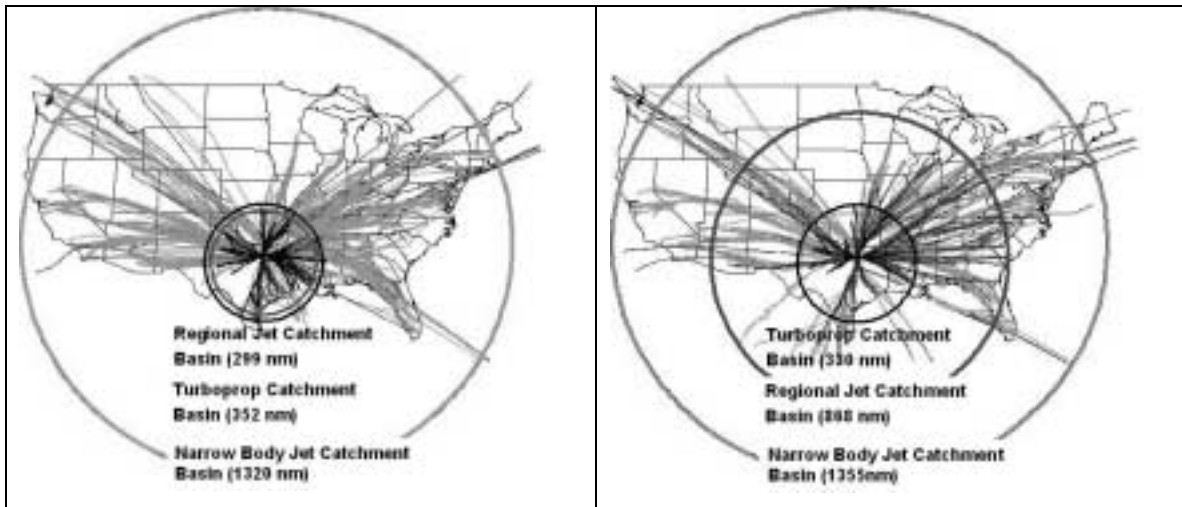 Regional Jet Catchment
Basin (299 nm)
Turboprop Catchment
Basin (352 nm)
Narrow Body Jet Catchment
Basin (1320 nm)
Turboprop Catchment
Basin (330 nm)
Regional Jet Catchment
Basin (868 nm)
Narrow Body Jet Catchment
Basin (1355nm)